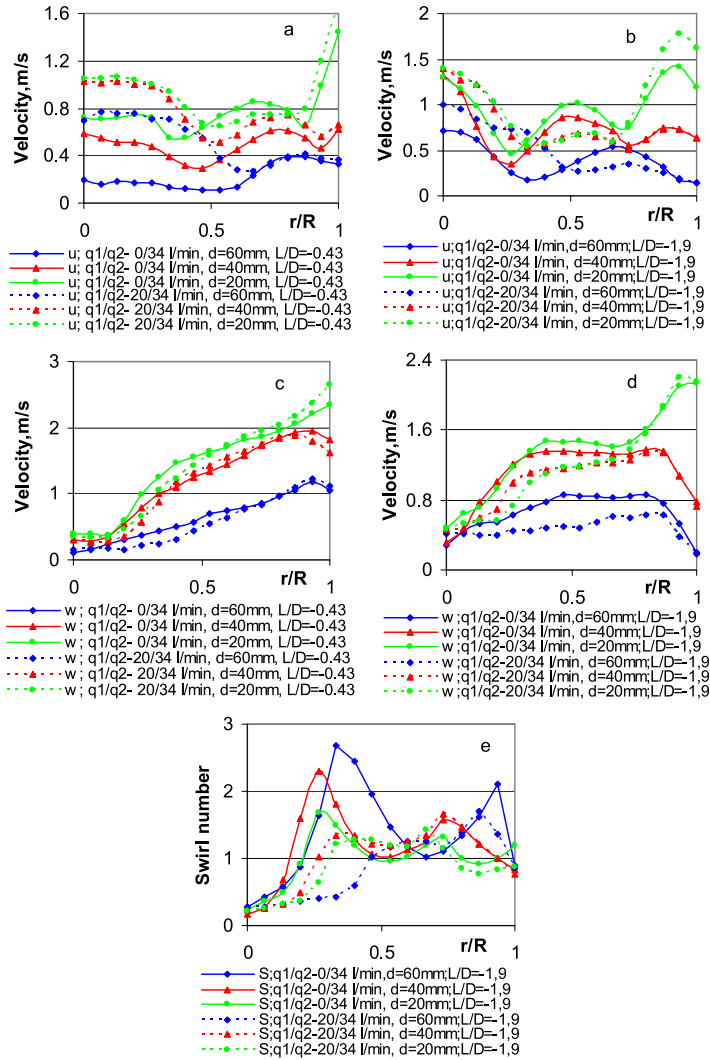 a
Velocity,m/s
1.6
1.2
0.8
0.4
0
0
0.5
1
r/R
u; q1/q2- 0/34 l/min, d=60mm, L/D=-0.43
u; q1/q2- 0/34 l/min, d=40mm, L/D=-0.43
u; q1/q2- 0/34 l/min, d=20mm, L/D=-0.43
u; q1/q2-20/34 l/min, d=60mm, L/D=-0.43
u; q1/q2- 20/34 l/min, d=40mm, L/D=-0.43
u; q1/q2- 20/34 l/min, d=20mm, L/D=-0.43
b
Velocity,m/s
2
1.5
1
0.5
0
0
0.5
1
r/R
u;q1/q2-0/34 l/min,d=60mm;L/D=-1,9
u;q1/q2-0/34 l/min, d=40mm;L/D=-1,9
u;q1/q2-0/34 l/min, d=20mm;L/D=-1,9
u;q1/q2-20/34 l/min, d=60mm;L/D=-1,9
u;q1/q2-20/34 l/min, d=40mm;L/D=-1,9
u;q1/q2-20/34 l/min, d=20mm;L/D=-1,9
c
Velocity,m/s
3
2
1
0
0
0.5
1
r/R
w ; q1/q2- 0/34 l/min, d=60mm, L/D=-0.43
w ; q1/q2- 0/34 l/min, d=40mm, L/D=-0.43
w ; q1/q2- 0/34 l/min, d=20mm, L/D=-0.43
w ; q1/q2-20/34 l/min, d=60mm, L/D=-0.43
w ; q1/q2- 20/34 l/min, d=40mm, L/D=-0.43
w ; q1/q2- 20/34 l/min, d=20mm, L/D=-0.43
d
Velocity,m/s
2.4
1.6
0.8
0
0
0.5
1
r/R
w ;q1/q2-0/34 l/min,d=60mm;L/D=-1,9
w ;q1/q2-0/34 l/min, d=40mm;L/D=-1,9
w ;q1/q2-0/34 l/min, d=20mm;L/D=-1,9
w ;q1/q2-20/34 l/min, d=60mm;L/D=-1,9
w ;q1/q2-20/34 l/min, d=40mm;L/D=-1,9
w ;q1/q2-20/34 l/min, d=20mm;L/D=-1,9
e
Swirl number
3
2
1
0
0
0.5
1
r/R
S;q1/q2-0/34 l/min,d=60mm;L/D=-1,9
S;q1/q2-0/34 l/min,d=40mm;L/D=-1,9
S;q1/q2-0/34 l/min,d=20mm;L/D=-1,9
S;q1/q2-20/34 l/min, d=60mm;L/D=-1,9
S;q1/q2-20/34 l/min, d=40mm;L/D=-1,9
S;q1/q2-20/34 l/min, d=20mm;L/D=-1,9